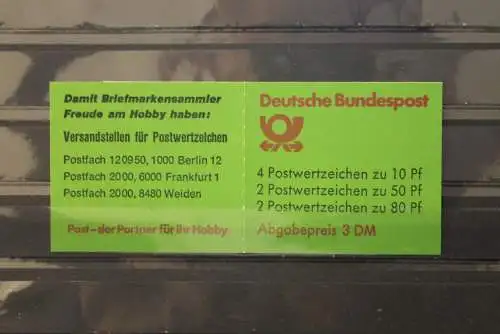 Damit Briefmarkensammler
Freude am Hobby haben:
Versandstellen für Postwertzeichen
Postfach 120950, 1000 Berlin 12
Postfach 2000, 6000 Frankfurt 1
Postfach 2000, 8480 Weiden
Post – der Partner für Ihr Hobby
Deutsche Bundespost
4 Postwertzeichen zu 10 Pf
2 Postwertzeichen zu 50 Pf
2 Postwertzeichen zu 80 Pf
Abgabepreis 3 DM